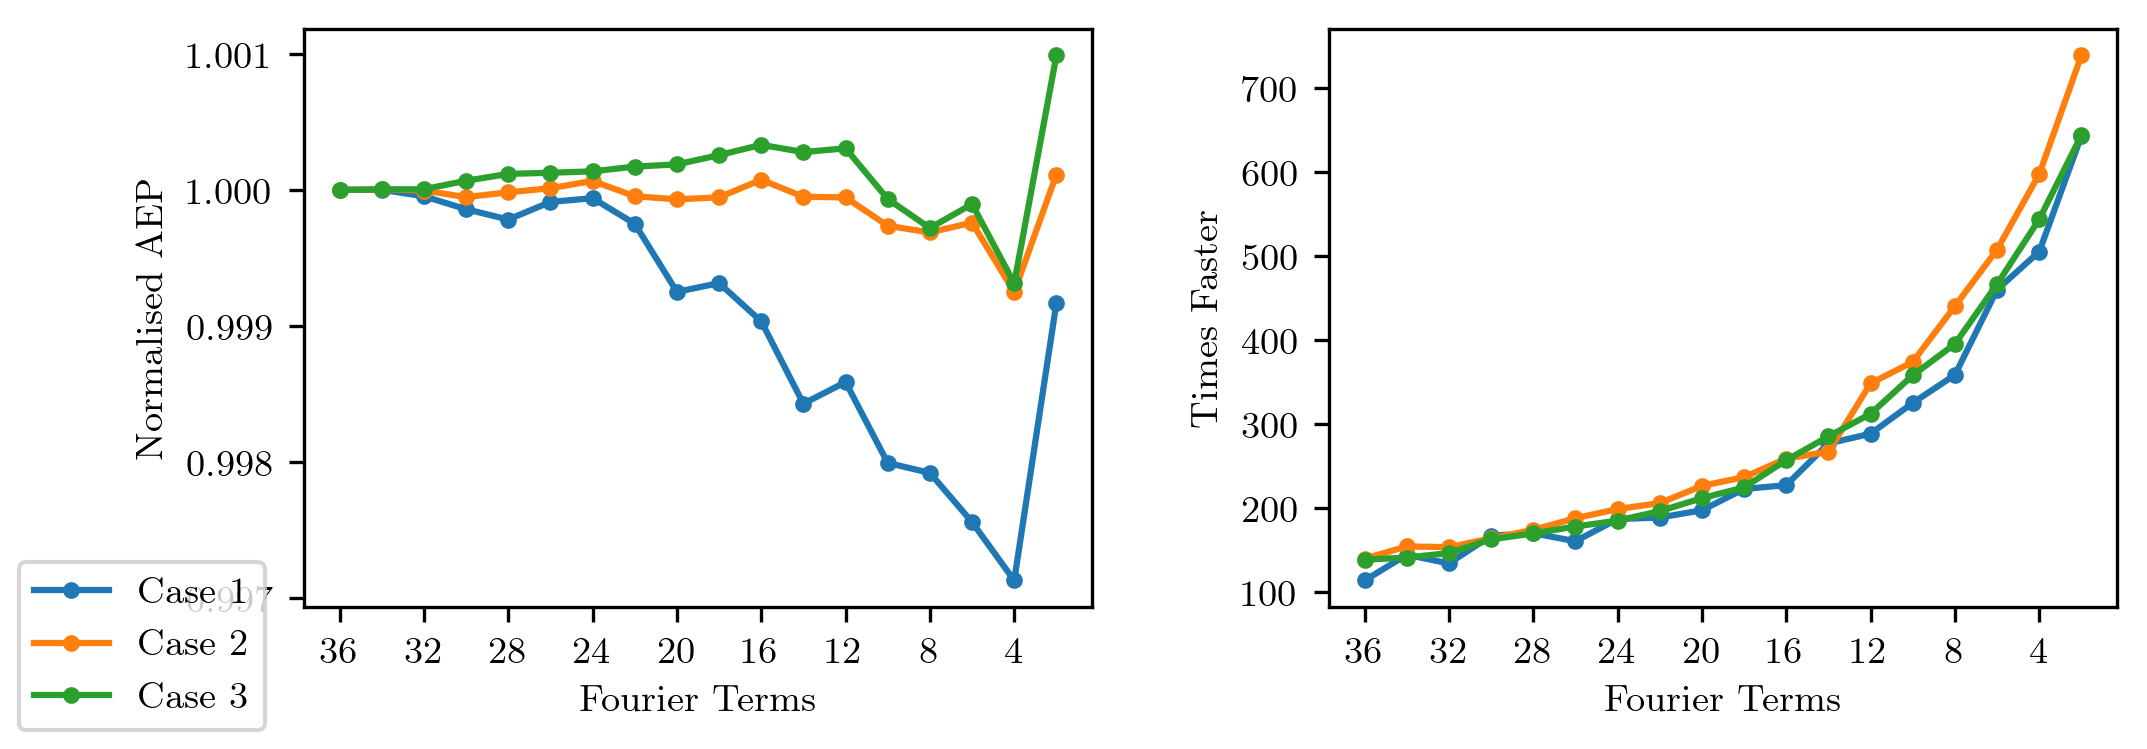 1.001
1.000
0.999
0.998
0.997
Normalised AEP
36 32 28 24 20 16 12 8 4
Fourier Terms
Case 1
Case 2
Case 3
700
600
500
400
300
200
100
Times Faster
36 32 28 24 20 16 12 8 4
Fourier Terms